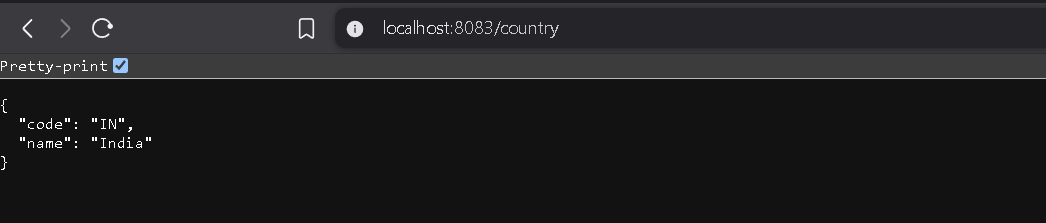 localhost:8083/country
Pretty-print
{
  "code": "IN",
  "name": "India"
}